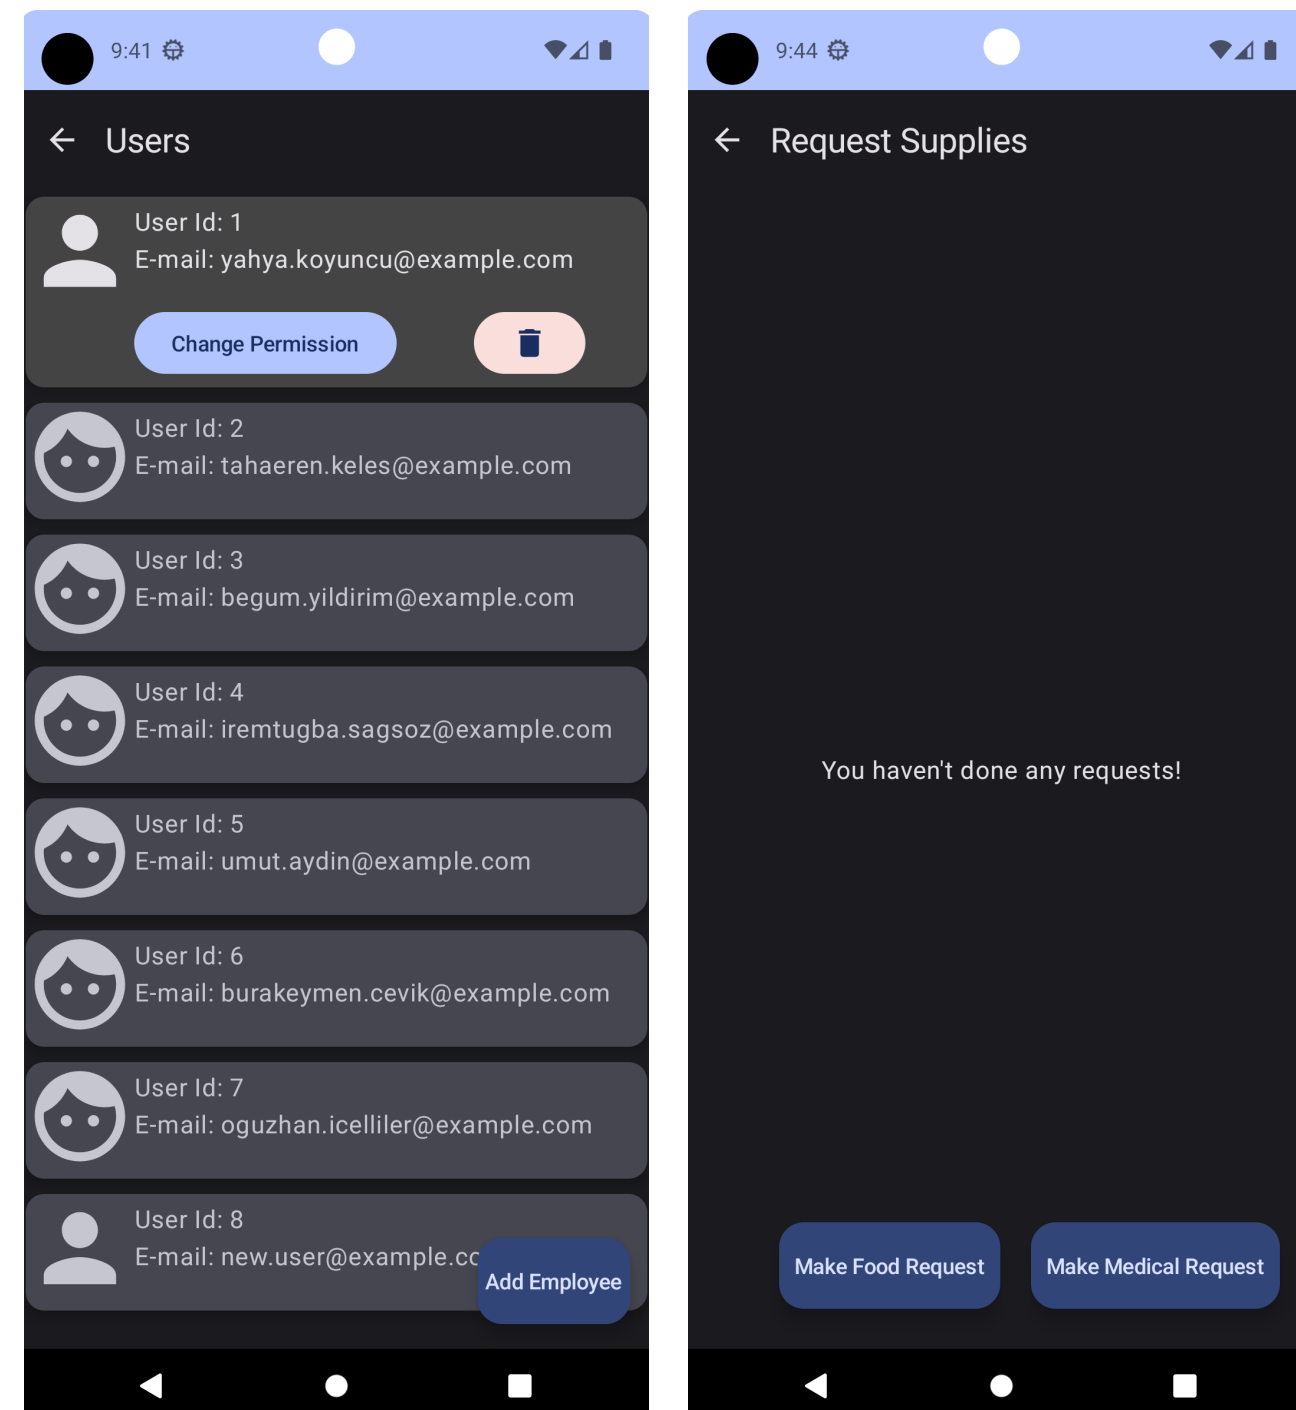 9:41
Users
User Id: 1
E-mail: yahya.koyuncu@example.com
Change Permission
User Id: 2
E-mail: tahaeren.keles@example.com
User Id: 3
E-mail: begum.yildirim@example.com
User Id: 4
E-mail: iremtugba.sagsoz@example.com
User Id: 5
E-mail: umut.aydin@example.com
User Id: 6
E-mail: burakeymen.cevik@example.com
User Id: 7
E-mail: oguzhan.icelliler@example.com
User Id: 8
E-mail: new.user@example.co
Add Employee
9:44
Request Supplies
You haven't done any requests!
Make Food Request
Make Medical Request